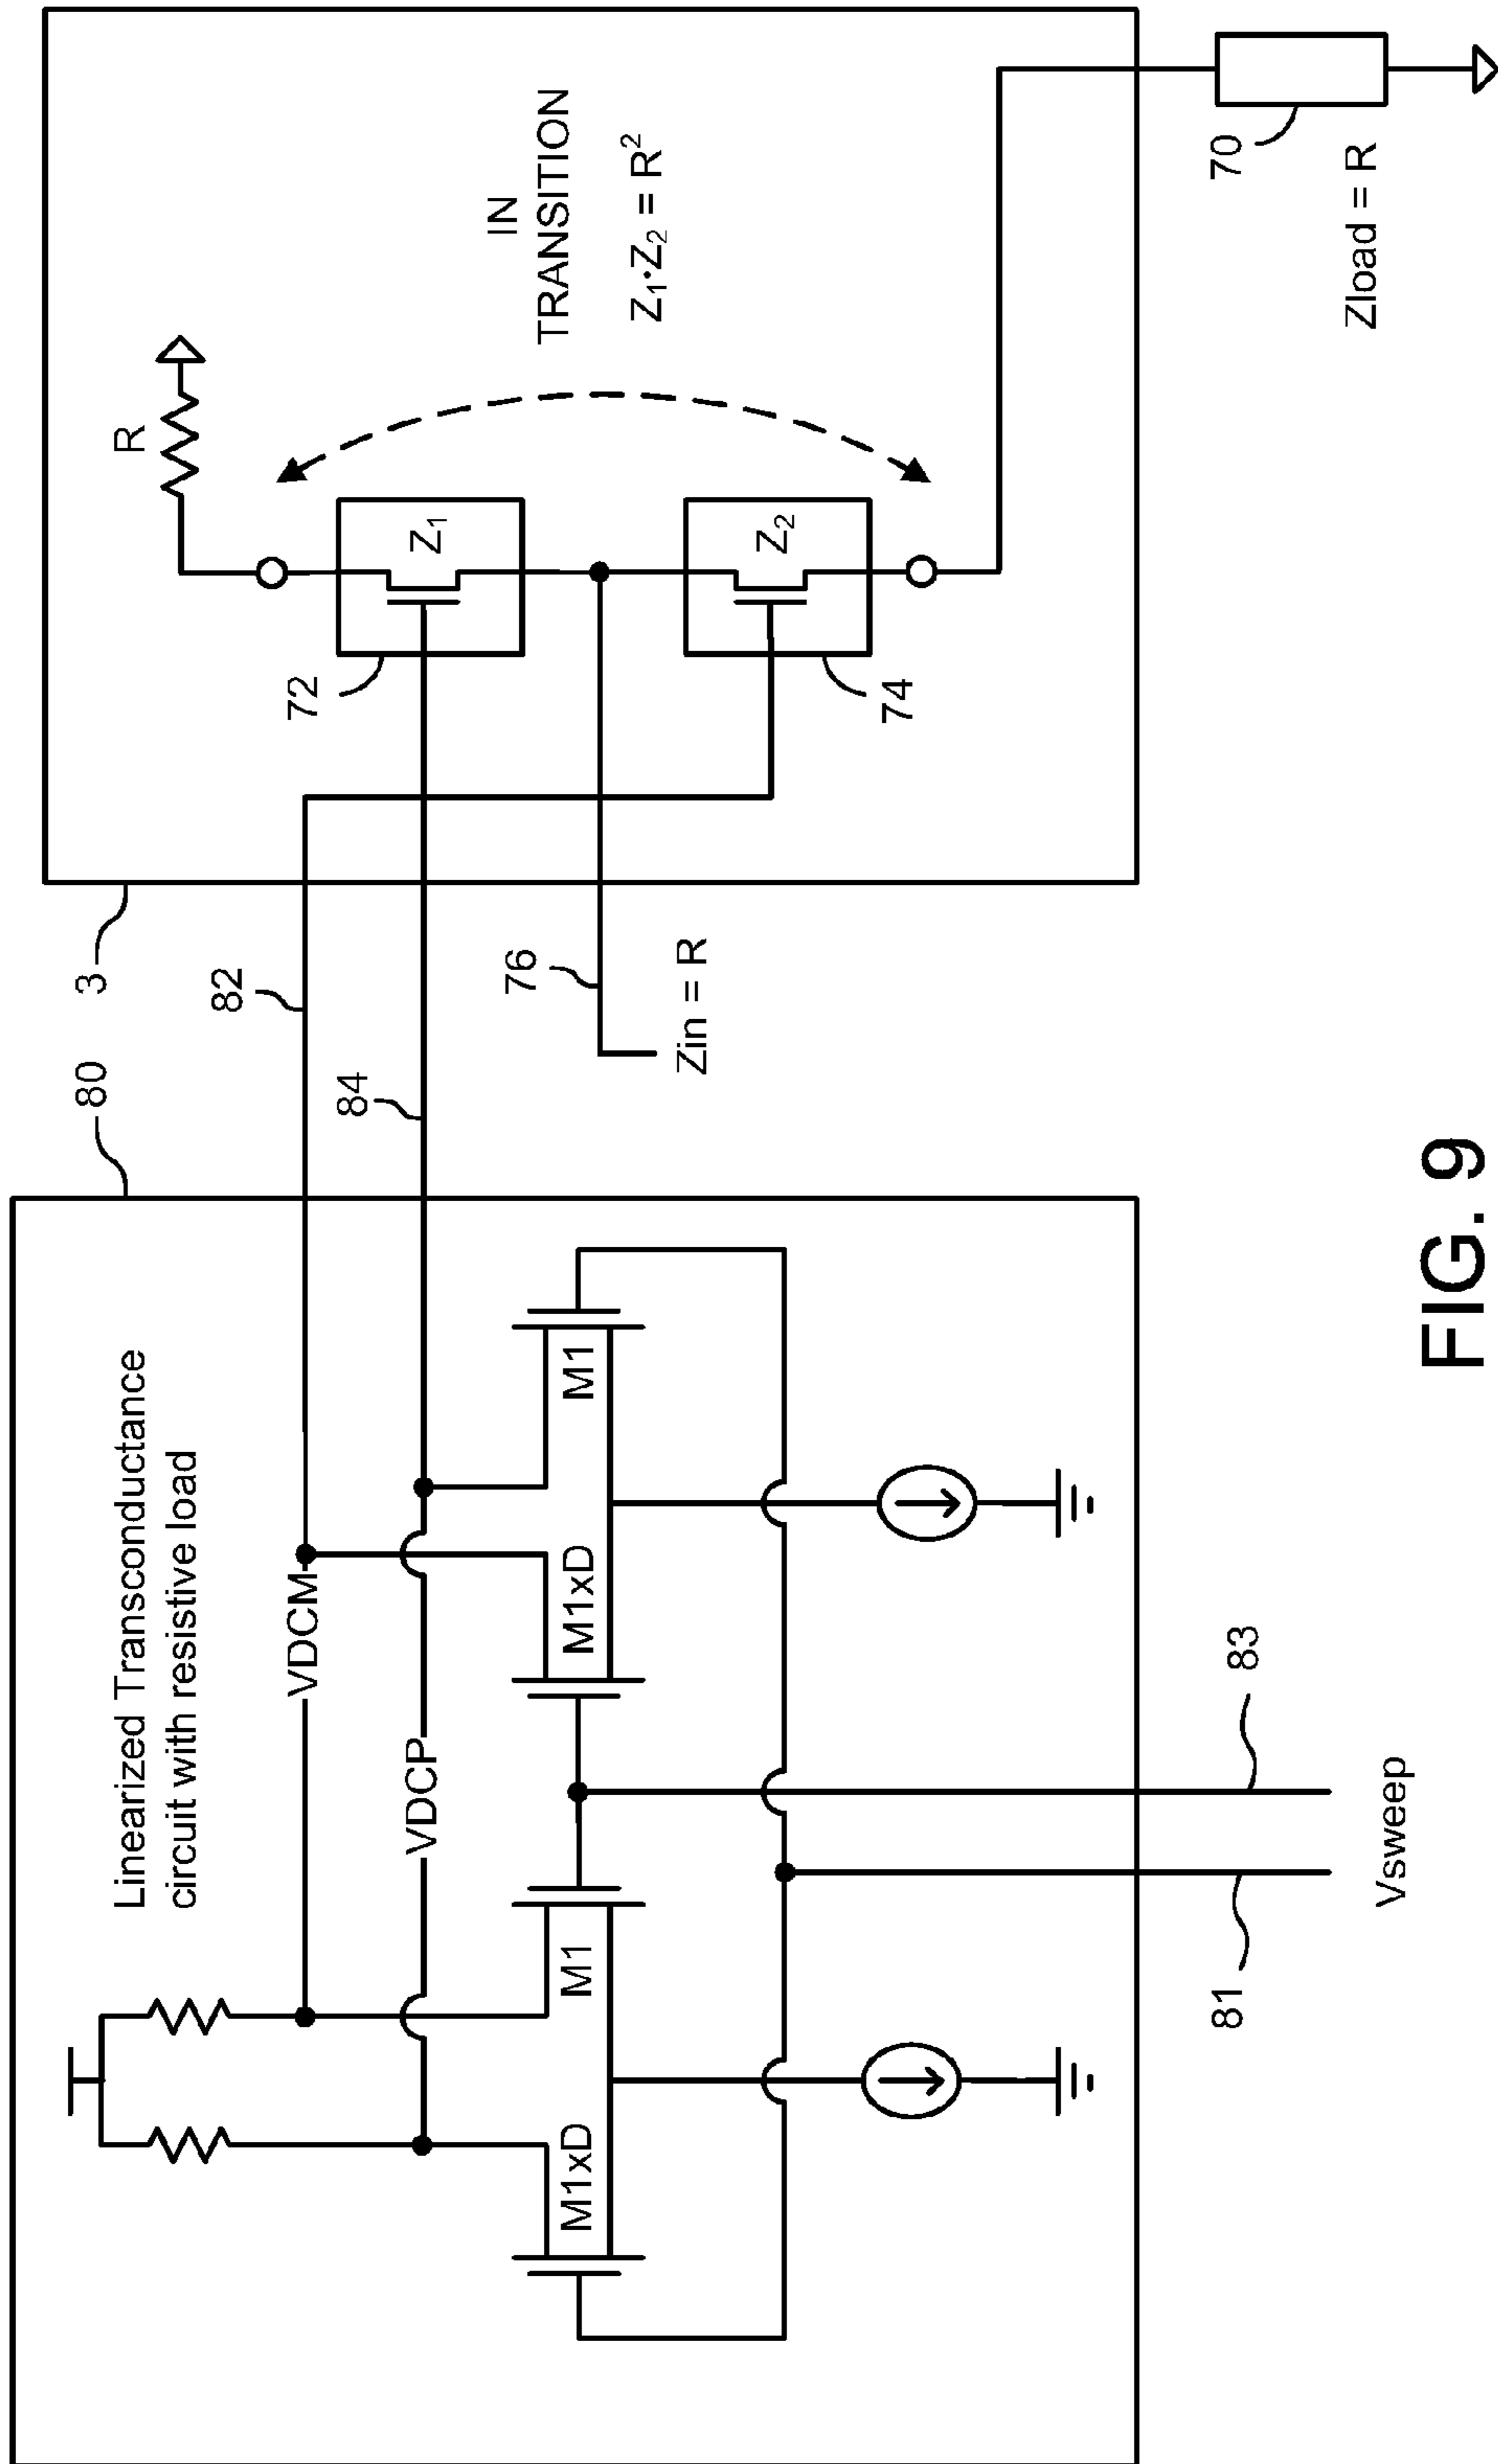 80
Linearized Transconductance
circuit with resistive load
VDCM
VDCP
M1xD
M1
M1xD
M1
81
83
Vsweep
82
84
76
Zin = R
3
R
72
Z₁
74
Z₂
IN
TRANSITION
Z₁·Z₂ = R²
70
Zload = R
FIG. 9